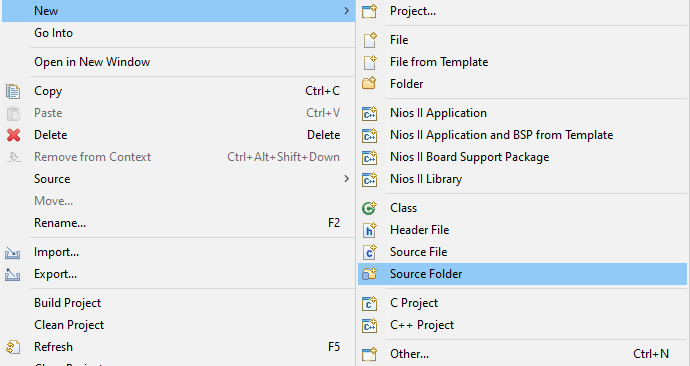 New
Go Into
Open in New Window
Copy Ctrl+C
Paste Ctrl+V
Delete Delete
Remove from Context Ctrl+Alt+Shift+Down
Source
Move...
Rename... F2
Import...
Export...
Build Project
Clean Project
Refresh F5
Project...
File
File from Template
Folder
Nios II Application
Nios II Application and BSP from Template
Nios II Board Support Package
Nios II Library
Class
Header File
Source File
Source Folder
C Project
C++ Project
Other... Ctrl+N